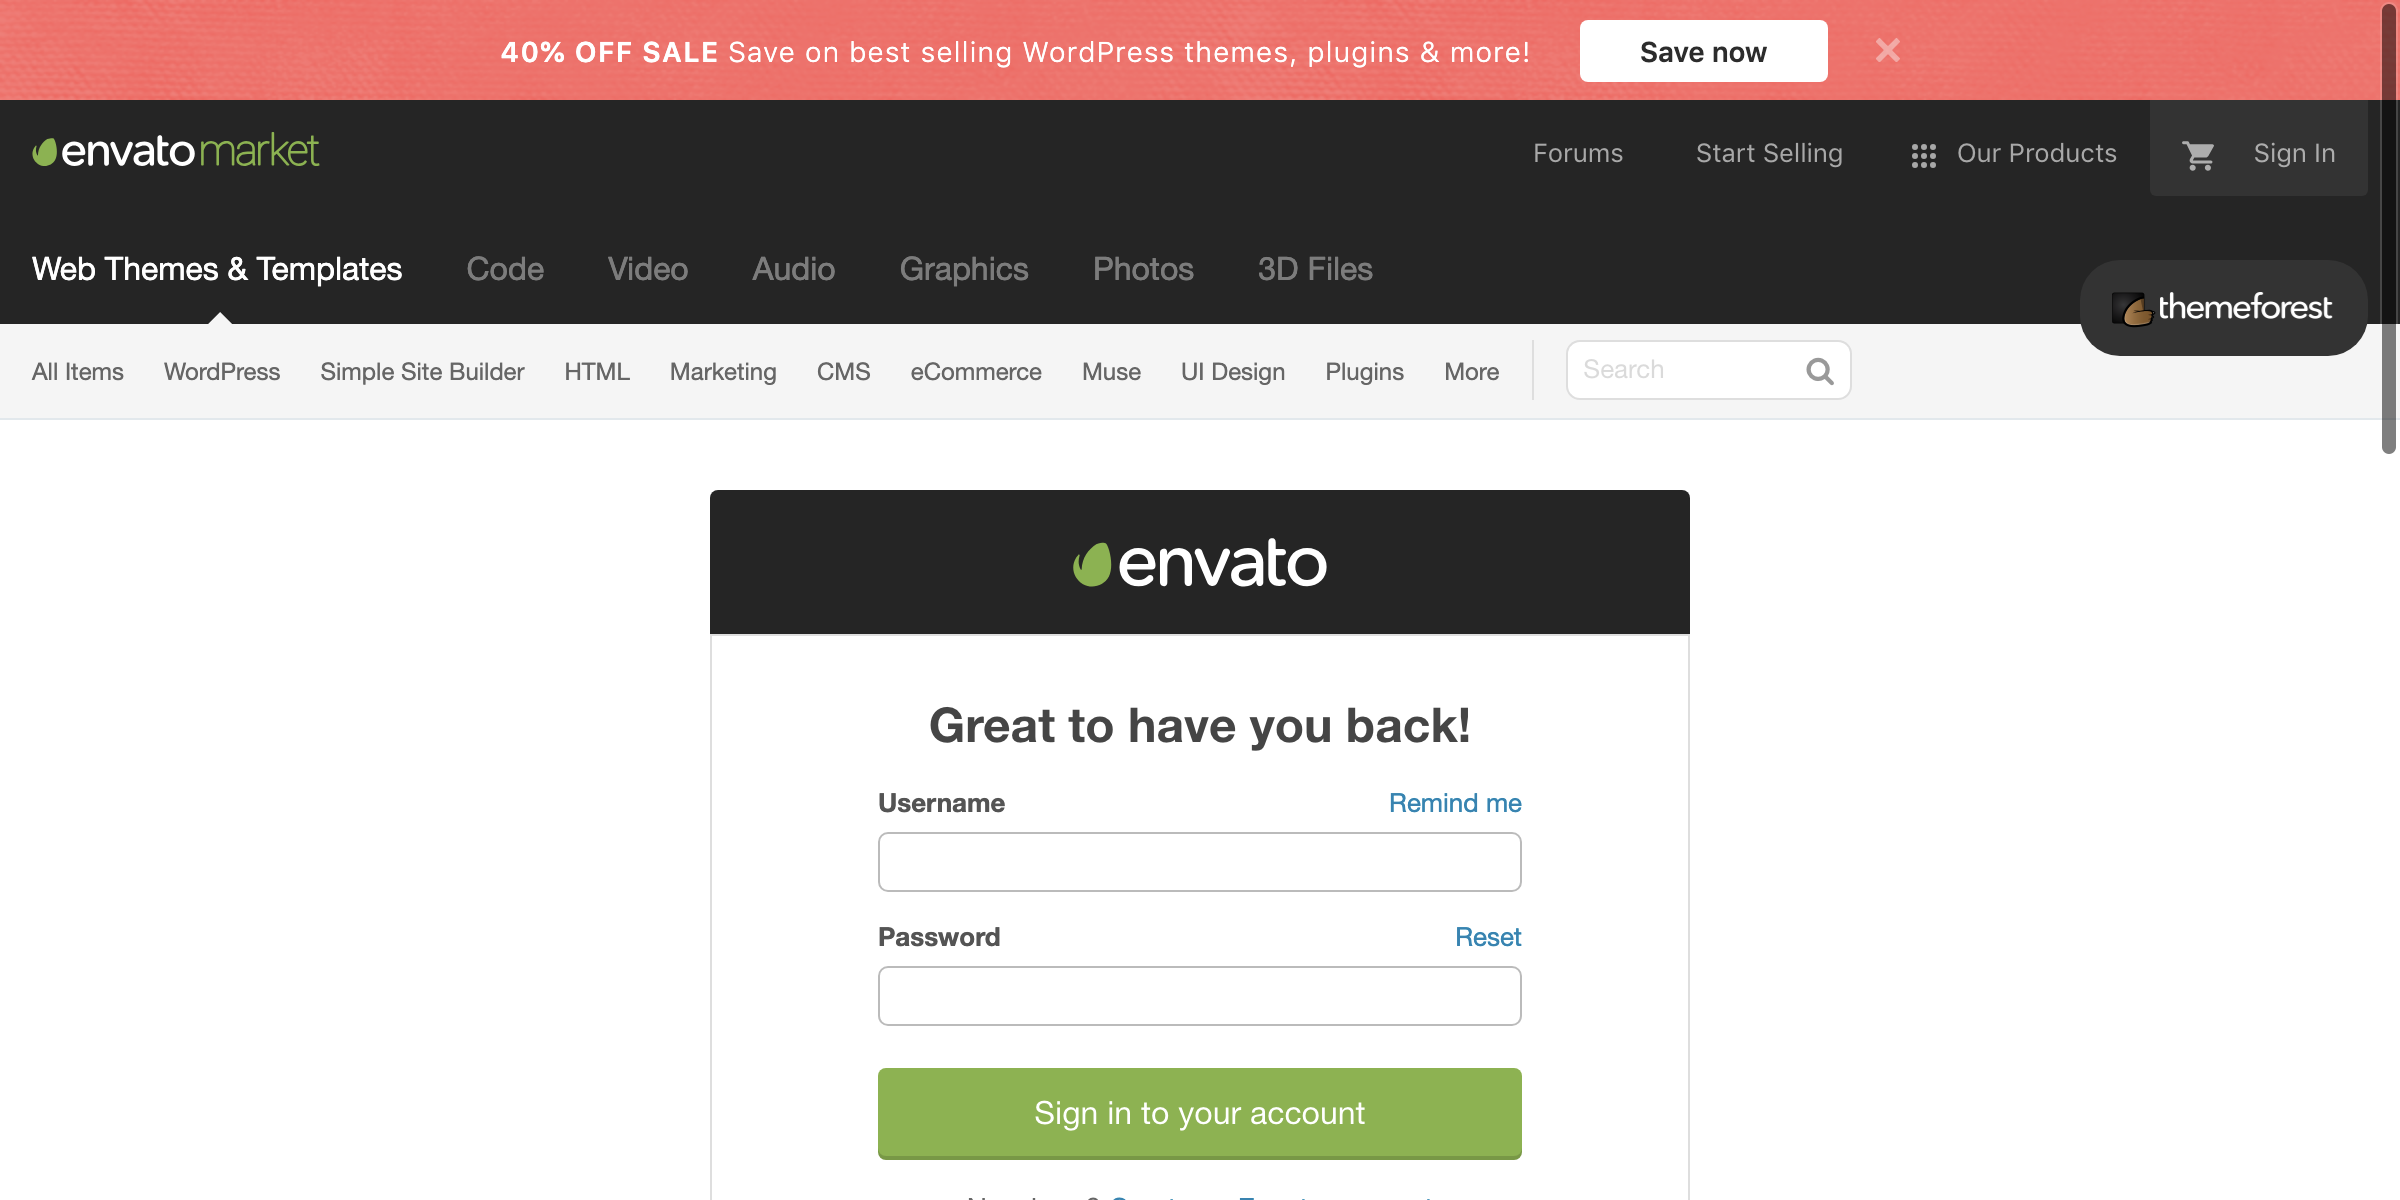 40% OFF SALE Save on best selling WordPress themes, plugins & more! Save now
envato market Forums Start Selling Our Products Sign In
Web Themes & Templates Code Video Audio Graphics Photos 3D Files
themeforest
All Items WordPress Simple Site Builder HTML Marketing CMS eCommerce Muse UI Design Plugins More Search
envato
Great to have you back!
Username Remind me
Password Reset
Sign in to your account